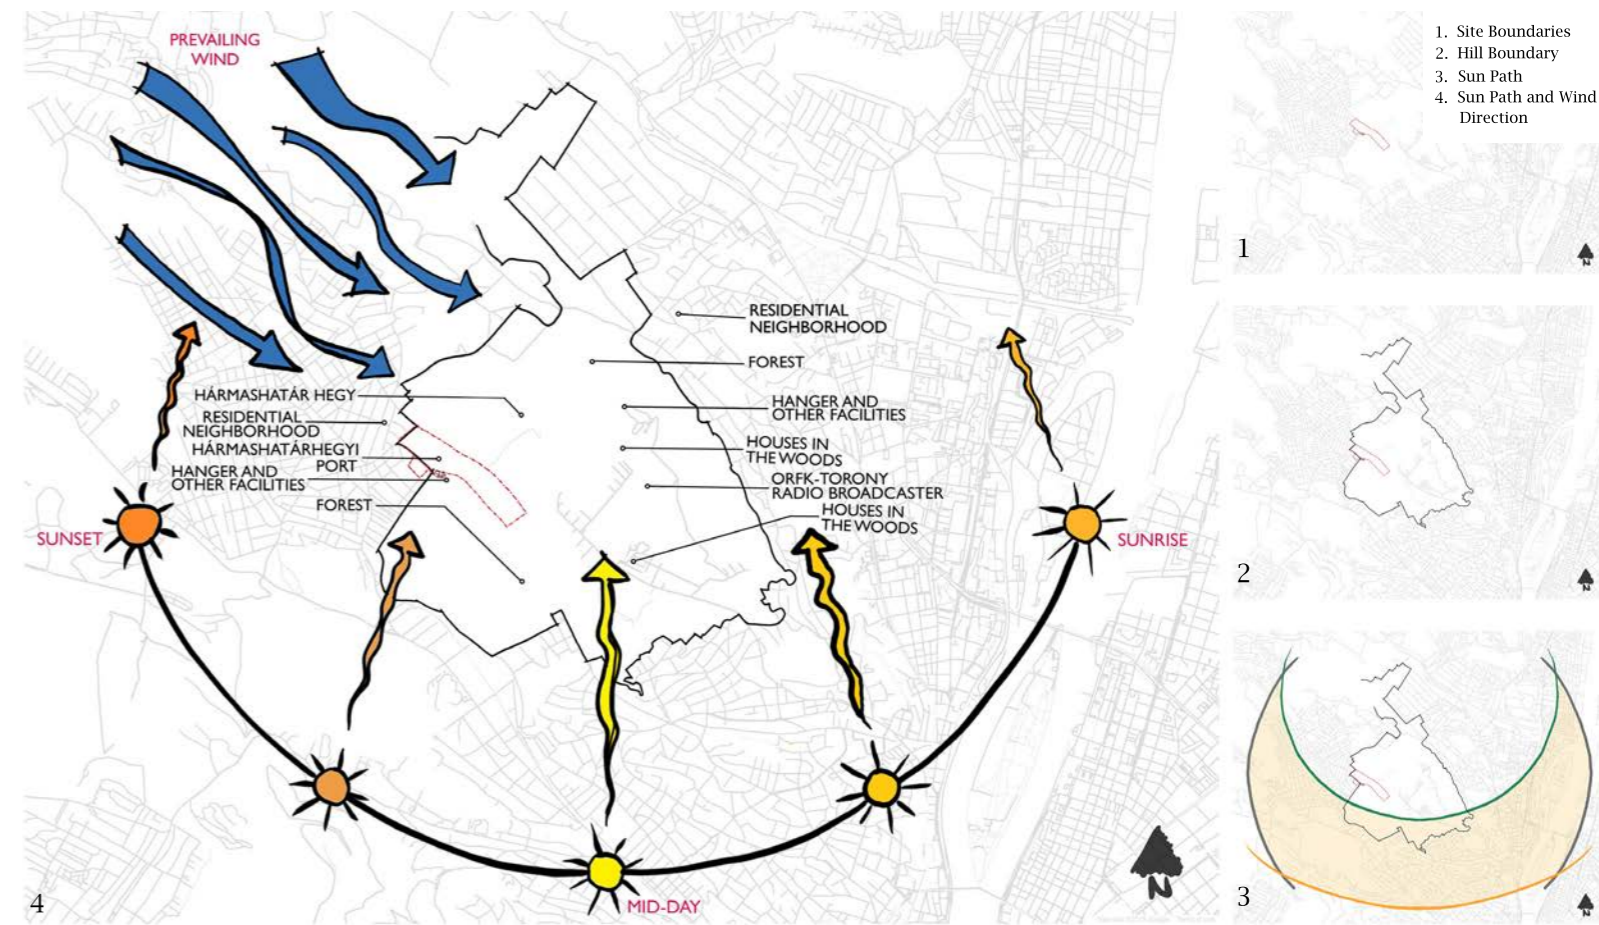 PREVAILING
WIND
HÁRMASHATÁR HEGY
RESIDENTIAL
NEIGHBORHOOD
HÁRMASHATÁRHEGYI
PORT
HANGER AND
OTHER FACILITIES
FOREST
RESIDENTIAL
NEIGHBORHOOD
FOREST
HANGER AND
OTHER FACILITIES
HOUSES IN
THE WOODS
ORFK-TORONY
RADIO BROADCASTER
HOUSES IN
THE WOODS
SUNSET
SUNRISE
MID-DAY
N
4
1. Site Boundaries
2. Hill Boundary
3. Sun Path
4. Sun Path and Wind
Direction
1
N
2
N
3
N